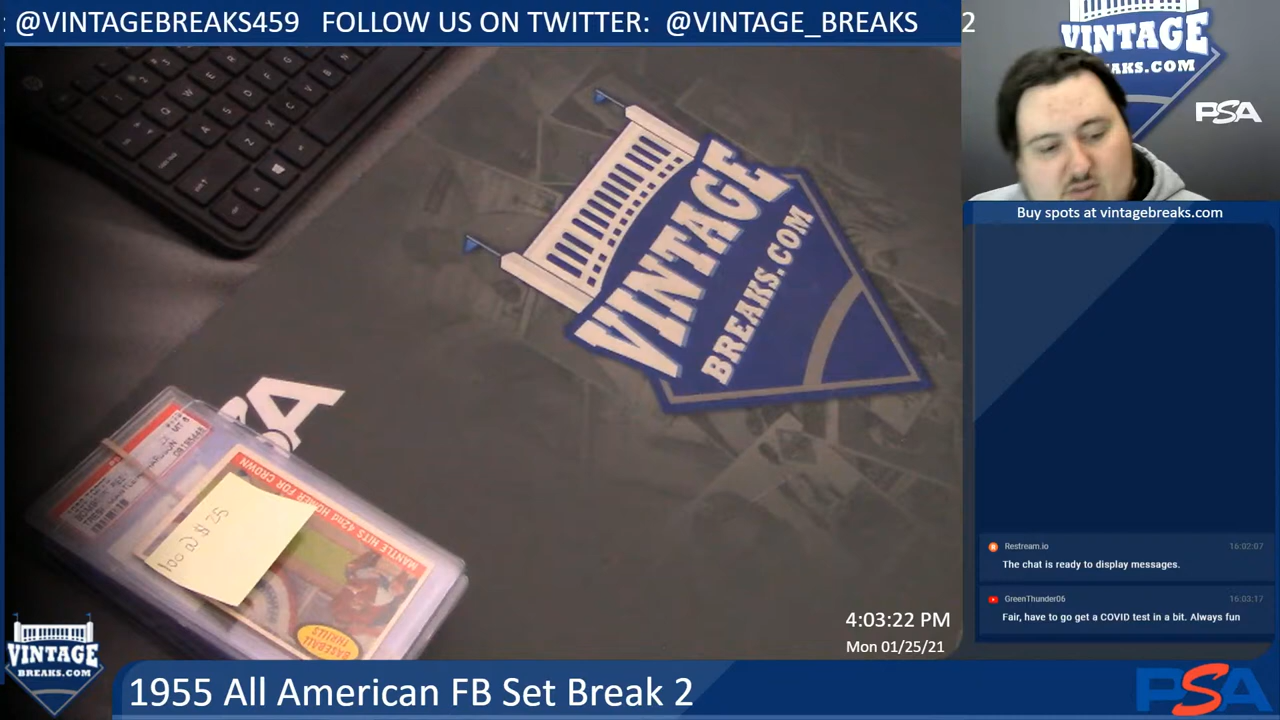 : @VINTAGEBREAKS459 FOLLOW US ON TWITTER: @VINTAGE_BREAKS 2
VINTAGE
BREAKS.COM
PSA
Buy spots at vintagebreaks.com
VINTAGE
BREAKS.COM
A
MANTLE HITS 42nd HOMER FOR CROWN
100 @ $25
BASEBALL
THRILLS
Restream.io 16:02:07
The chat is ready to display messages.
GreenThunder06 16:03:17
Fair, have to go get a COVID test in a bit. Always fun
4:03:22 PM
Mon 01/25/21
VINTAGE
BREAKS.COM
1955 All American FB Set Break 2
PSA